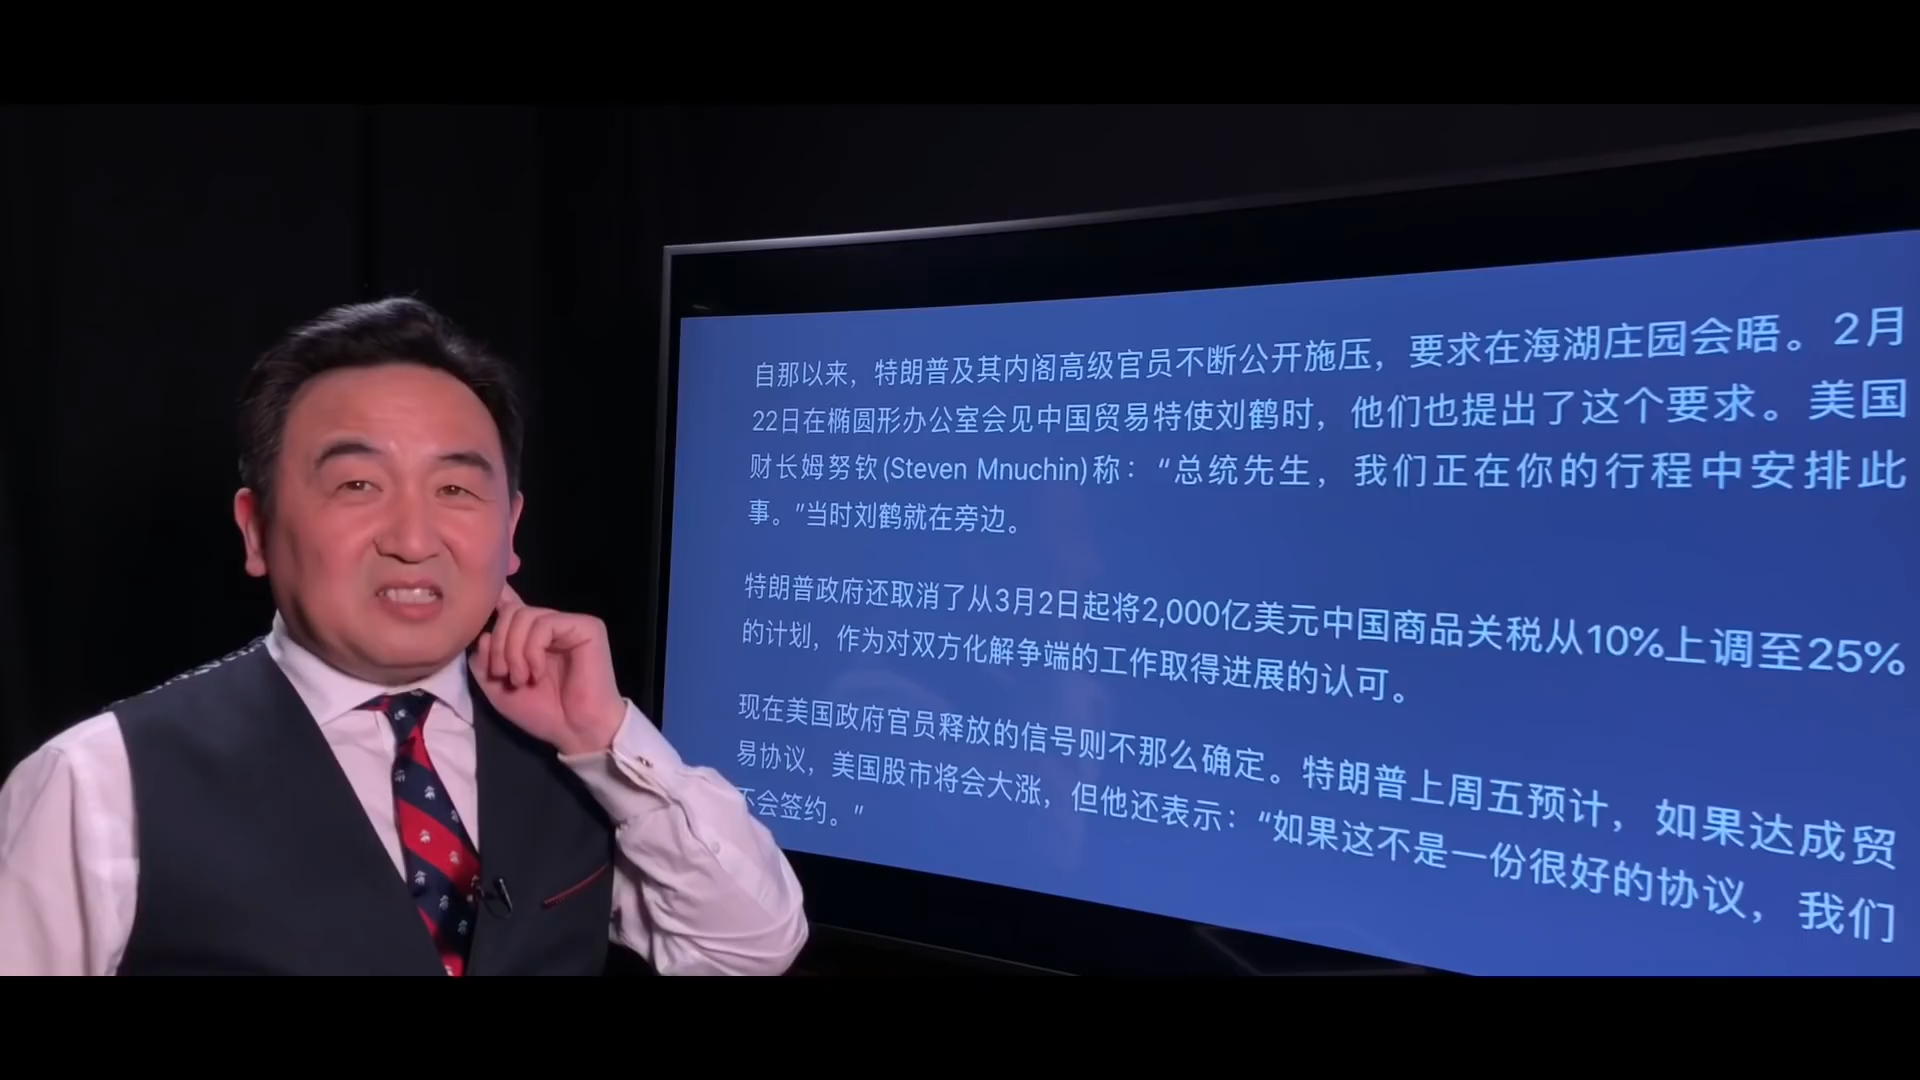 自那以来，特朗普及其内阁高级官员不断公开施压，要求在海湖庄园会晤。2月
22日在椭圆形办公室会见中国贸易特使刘鹤时，他们也提出了这个要求。美国
财长姆努钦(Steven Mnuchin)称：“总统先生，我们正在你的行程中安排此
事。”当时刘鹤就在旁边。
特朗普政府还取消了从3月2日起将2,000亿美元中国商品关税从10%上调至25%
的计划，作为对双方化解争端的工作取得进展的认可。
现在美国政府官员释放的信号则不那么确定。特朗普上周五预计，如果达成贸
易协议，美国股市将会大涨，但他还表示：“如果这不是一份很好的协议，我们
不会签约。”